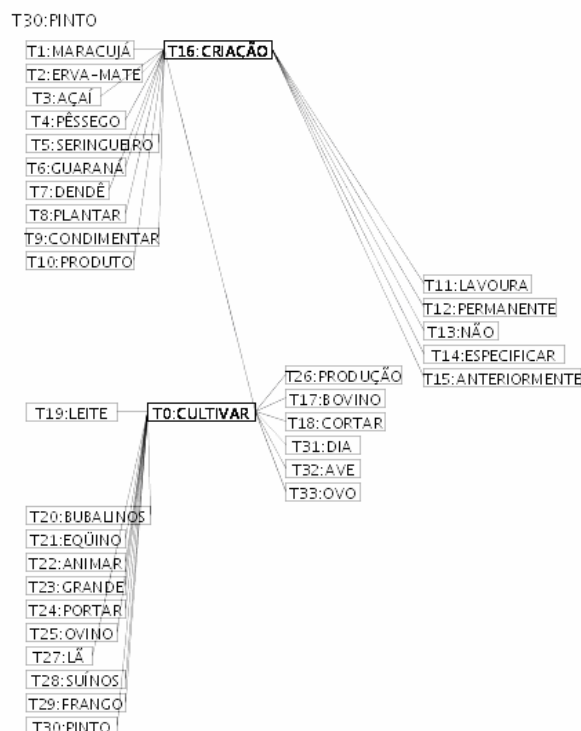 T30:PINTO
T1:MARACUJÁ
T16:CRIAÇÃO
T2:ERVA-MATE
T3:AÇAÍ
T4:PÊSSEGO
T5:SERINGUEIRO
T6:GUARANÁ
T7:DENDÊ
T8:PLANTAR
T9:CONDIMENTAR
T10:PRODUTO
T11:LAVOURA
T12:PERMANENTE
T13:NÃO
T14:ESPECIFICAR
T15:ANTERIORMENTE
T26:PRODUÇÃO
T17:BOVINO
T19:LEITE
T0:CULTIVAR
T18:CORTAR
T31:DIA
T32:AVE
T33:OVO
T20:BUBALINOS
T21:EQÜINO
T22:ANIMAR
T23:GRANDE
T24:PORTAR
T25:OVINO
T27:LÃ
T28:SUÍNOS
T29:FRANGO
T30:PINTO